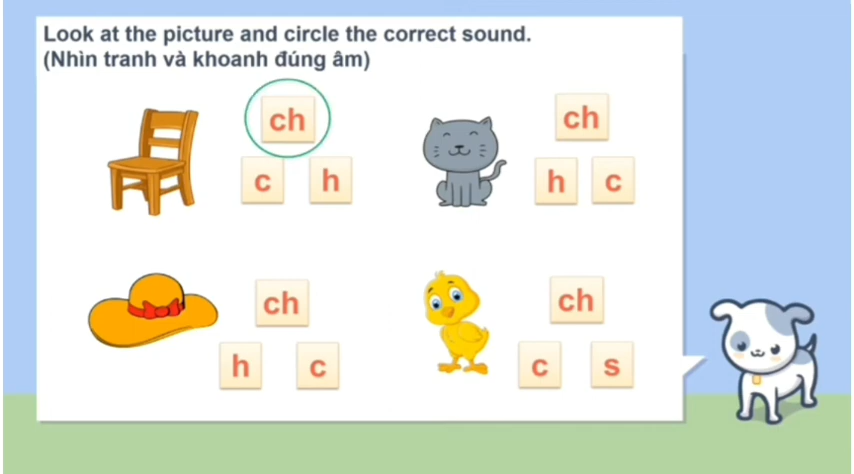 Look at the picture and circle the correct sound.
(Nhìn tranh và khoanh đúng âm)
ch
c h
ch
h c
ch
h c
ch
c s